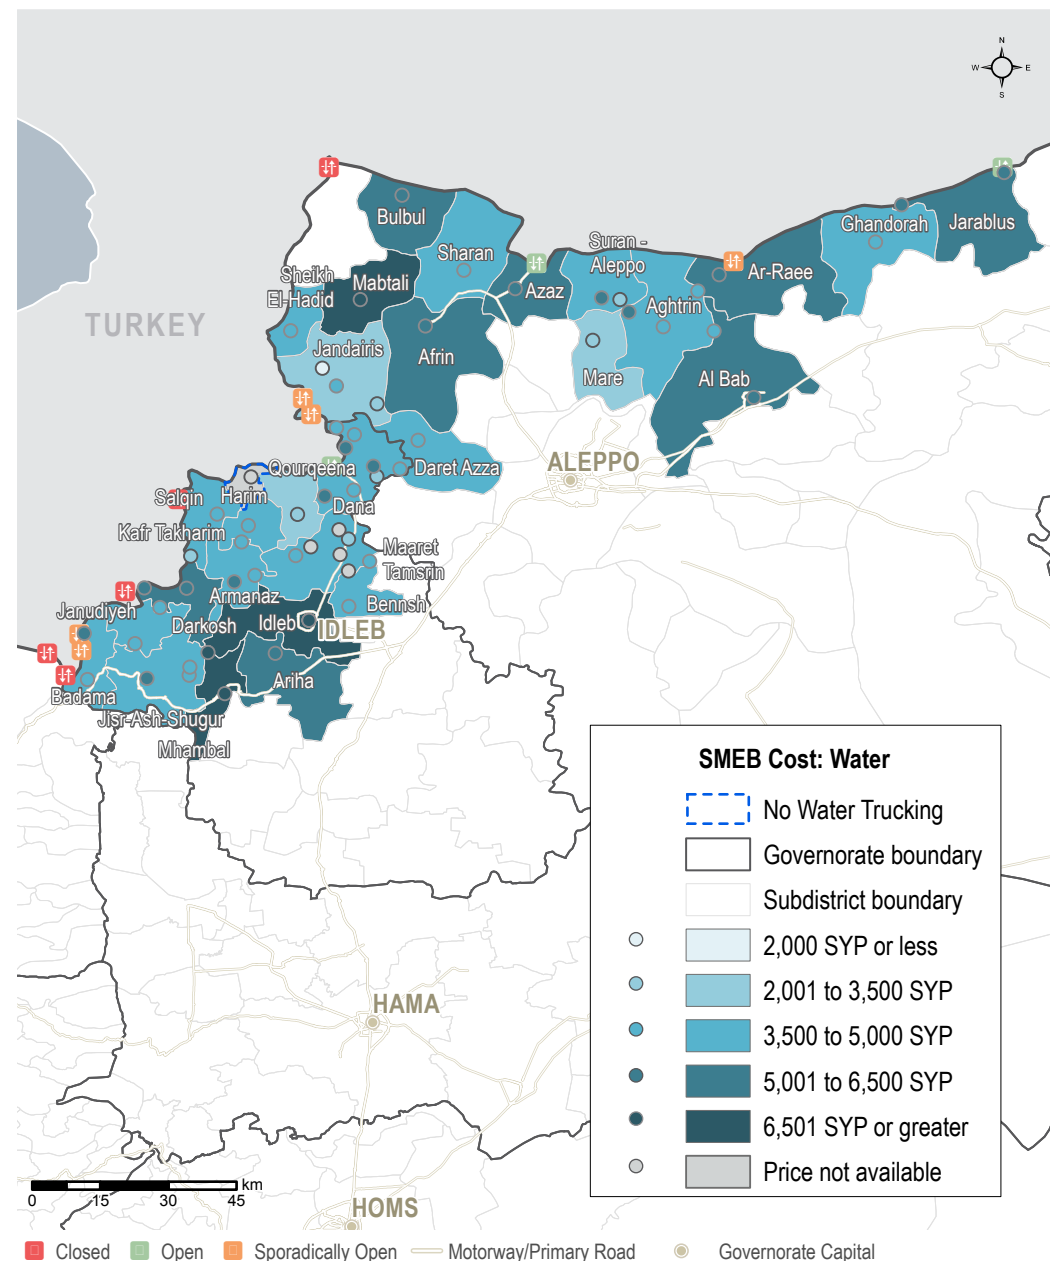 N
W
E
S
Bulbul
Sharan
Suran -
Aleppo
Ghandorah
Jarablus
Sheikh
El-Hadid
Mabtali
Azaz
Ar-Raee
Aghtrin
TURKEY
Jandairis
Afrin
Mare
Al Bab
Qourqeena
Daret Azza
ALEPPO
Salqin
Harim
Dana
Kafr Takharim
Maaret
Tamsrin
Armanaz
Bennsh
Janudiyeh
Darkosh
Idleb
IDLEB
Ariha
Badama
Jisr-Ash-Shugur
Mhambal
SMEB Cost: Water
No Water Trucking
Governorate boundary
Subdistrict boundary
2,000 SYP or less
2,001 to 3,500 SYP
3,500 to 5,000 SYP
5,001 to 6,500 SYP
6,501 SYP or greater
Price not available
HAMA
km
0 15 30 45
HOMS
Closed Open Sporadically Open Motorway/Primary Road Governorate Capital